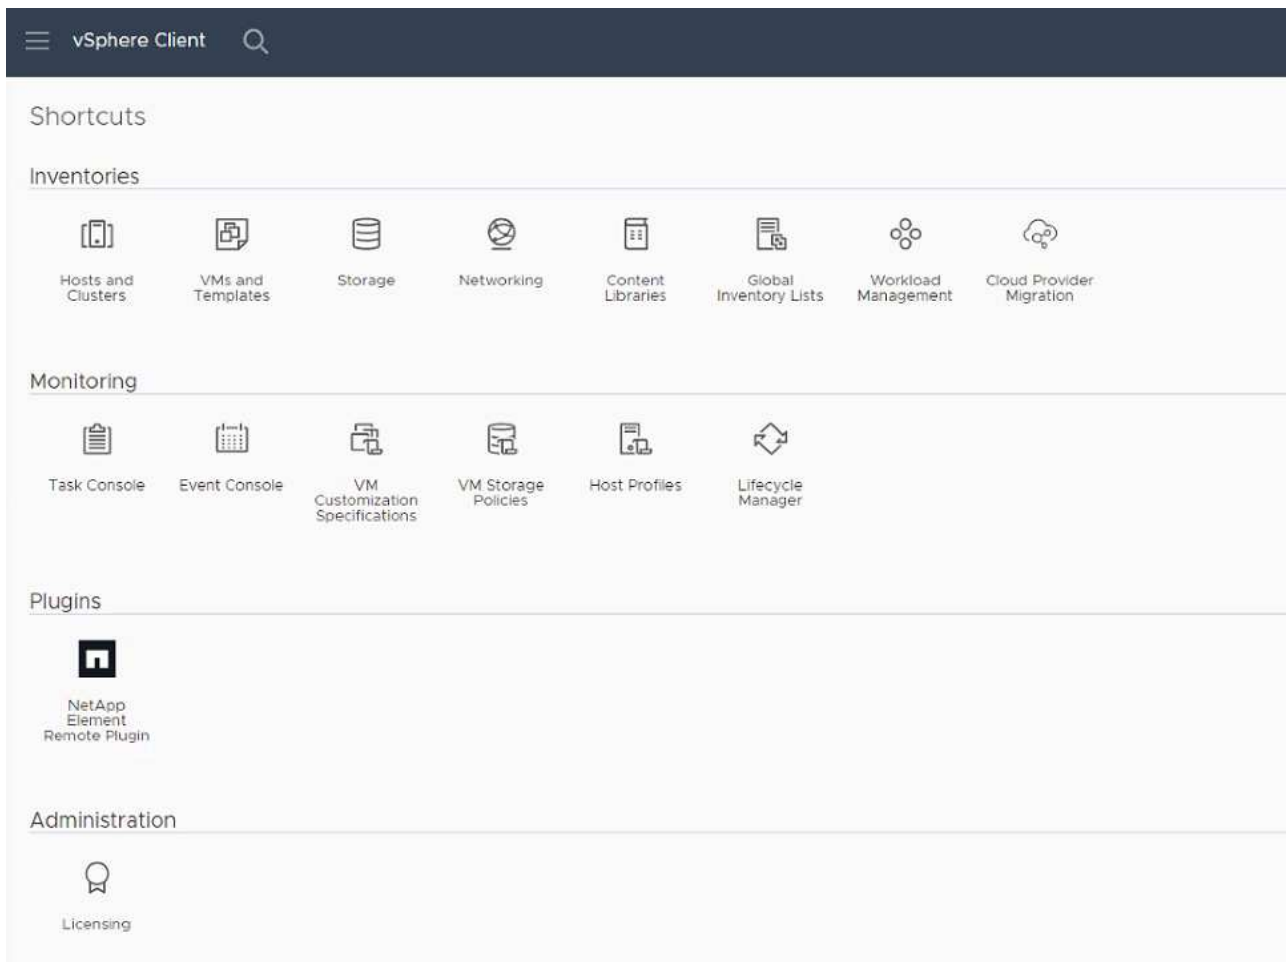 vSphere Client
Shortcuts
Inventories
Hosts and
Clusters
VMs and
Templates
Storage
Networking
Content
Libraries
Global
Inventory Lists
Workload
Management
Cloud Provider
Migration
Monitoring
Task Console
Event Console
VM
Customization
Specifications
VM Storage
Policies
Host Profiles
Lifecycle
Manager
Plugins
NetApp
Element
Remote Plugin
Administration
Licensing